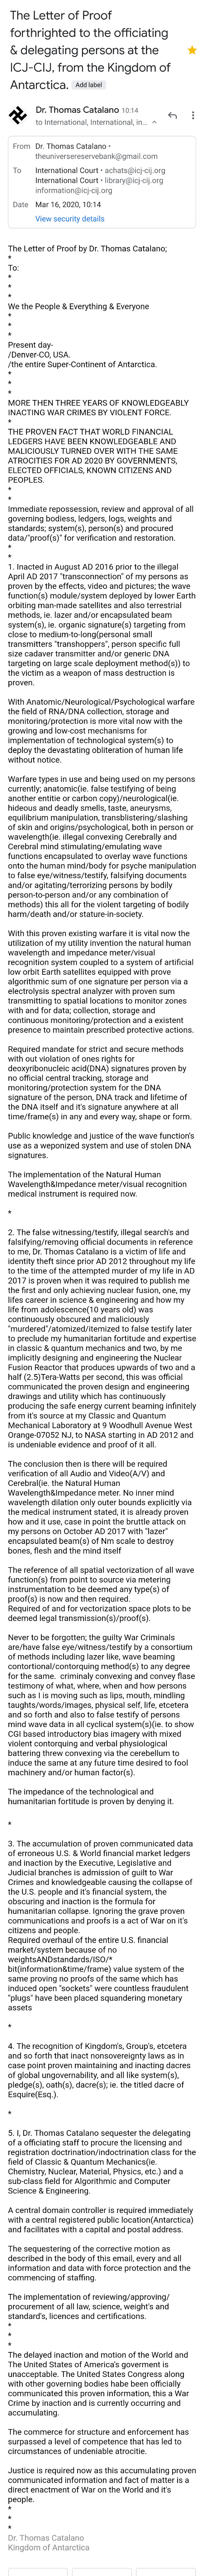 The Letter of Proof
forthrighted to the officiating
& delegating persons at the
ICJ-CIJ, from the Kingdom of
Antarctica. Add label
Dr. Thomas Catalano 10:14
to International, International, in...
From Dr. Thomas Catalano •
theuniversereservebank@gmail.com
To International Court • achats@icj-cij.org
International Court • library@icj-cij.org
information@icj-cij.org
Date Mar 16, 2020, 10:14
View security details
The Letter of Proof by Dr. Thomas Catalano;
*
To:
*
*
*
We the People & Everything & Everyone
*
*
*
Present day-
/Denver-CO, USA.
/the entire Super-Continent of Antarctica.
*
*
*
MORE THEN THREE YEARS OF KNOWLEDGEABLY
INACTING WAR CRIMES BY VIOLENT FORCE.
*
*
THE PROVEN FACT THAT WORLD FINANCIAL
LEDGERS HAVE BEEN KNOWLEDGEABLE AND
MALICIOUSLY TURNED OVER WITH THE SAME
ATROCITIES FOR AD 2020 BY GOVERNMENTS,
ELECTED OFFICIALS, KNOWN CITIZENS AND
PEOPLES.
*
*
Immediate repossession, review and approval of all
governing bodiess, ledgers, logs, weights and
standards; system(s), person(s) and procured
data/"proof(s)" for verification and restoration.
*
*
1. Inacted in August AD 2016 prior to the illegal
April AD 2017 "transconnection" of my persons as
proven by the effects, video and pictures; the wave
function(s) module/system deployed by lower Earth
orbiting man-made satellites and also terrestrial
methods, ie. lazer and/or encapsulated beam
system(s), ie. organic signature(s) targeting from
close to medium-to-long(personal small
transmittes "transhoppers", person specific full
size cadaver transmitter and/or generic DNA
targeting on large scale deployment method(s)) to
the victim as a weapon of mass destruction is
proven.
With Anatomic/Neurological/Psychological warfare
the field of RNA/DNA collection, storage and
monitoring/protection is more vital now with the
growing and low-cost mechanisms for
implementation of technological system(s) to
deploy the devastating obliteration of human life
without notice.
Warfare types in use and being used on my persons
currently; anatomic(ie. false testifying of being
another entitie or carbon copy)/neurological(ie.
hideous and deadly smells, taste, aneurysms,
equilibrium manipulation, transblistering/slashing
of skin and origins/psychological, both in person or
wavelength(ie. illegal convexing Cerebrally and
Cerebral mind emulating/emulating wave
functions encapsulated to overlay wave functions
onto the human mind/body for psyche manipulation
to false eye/witness/testify, falsifying documents
and/or agitating/terrorizing persons by bodily
person-to-person and/or any combination of
methods) this all for the violent targeting of bodily
harm/death and/or stature-in-society.
With this proven existing warfare it is vital now the
utilization of my utility invention the natural human
wavelength and impedance meter/visual
recognition system coupled to a system of artificial
low orbit Earth satellites equipped with prove
algorithmic sum of one signature per person via a
electrolysis spectral analyzer with proven sum
transmitting to spatial locations to monitor zones
with and for data; collection, storage and
continuous monitoring/protection and a existent
presence to maintain prescribed protective actions.
Required mandate for strict and secure methods
with out violation of ones rights for
deoxyribonucleic acid(DNA) signatures proven by
no official central tracking, storage and
monitoring/protection system for the DNA
signature of the person, DNA track and lifetime of
the DNA itself and it's signature anywhere at all
time/frame(s) in any and every way, shape or form.
Public knowledge and justice of the wave function's
use as a weponized system and use of stolen DNA
signatures.
The implementation of the Natural Human
Wavelength&Impedance meter/visual recognition
medical instrument is required now.
*
2. The false witnessing/testify, illegal search's and
falsifying/removing official documents in reference
to me, Dr. Thomas Catalano is a victim of life and
identity theft since prior AD 2012 throughout my life
to the time of the attempted murder of my life in AD
2017 is proven when it was required to publish me
the first and only achieving nuclear fusion, one, my
lifes career in science & engineering and how my
life from adolescence(10 years old) was
continuously obscured and maliciously
"murdered"/atomized/itemized to false testify later
to preclude my humanitarian fortitude and expertise
in classic & quantum mechanics and two, by me
implicitly designing and engineering the Nuclear
Fusion Reactor that produces upwards of two and a
half (2.5)Tera-Watts per second, this was official
communicated the proven design and engineering
drawings and utility which has continuously
producing the safe energy current beaming infinitely
from it's source at my Classic and Quantum
Mechanical Laboratory at 9 Woodhull Avenue West
Orange-07052 NJ, to NASA starting in AD 2012 and
is undeniable evidence and proof of it all.
The conclusion then is there will be required
verification of all Audio and Video(A/V) and
Cerebral(ie. the Natural Human
Wavelength&Impedance meter. No inner mind
wavelength dilation only outer bounds explicitly via
the medical instrument stated, it is already proven
how and it use, case in point the bruttle attack on
my persons on October AD 2017 with "lazer"
encapsulated beam(s) of Nm scale to destroy
bones, flesh and the mind itself
The reference of all spatial vectorization of all wave
function(s) from point to source via metering
instrumentation to be deemed any type(s) of
proof(s) is now and then required.
Required of and for vectorization space plots to be
deemed legal transmission(s)/proof(s).
Never to be forgotten; the guilty War Criminals
are/have false eye/witness/testify by a consortium
of methods including lazer like, wave beaming
contortional/contorquing method(s) to any degree
for the same. criminaly convexing and convey flase
testimony of what, where, when and how persons
such as I is moving such as lips, mouth, mindling
taughts/words/images, physical self, life, etcetera
and so forth and also to false testify of proofs of
mind wave data in all cyclical system(s)(ie. to show
CGI based introductory bias imagery with mixed
violent contorquing and verbal phsycological
battering threw convexing via the cerebellum to
induce the same at any future time desired to fool
machinery and/or human factor(s).
The impedance of the technological and
humanitarian fortitude is proven by denying it.
*
3. The accumulation of proven communicated data
of erroneous U.S. & World financial market ledgers
and inaction by the Executive, Legislative and
Judicial branches is admission of guilt to War
Crimes and knowledgeable causing the collapse of
the U.S. people and it's financial system, the
obscuring and inaction is the formula for
humanitarian collapse. Ignoring the grave proven
communications and proofs is a act of War on it's
citizens and people.
Required overhaul of the entire U.S. financial
market/system because of no
weightsANDstandards/ISO/*
bit(information&time/frame) value system of the
same proving no proofs of the same which has
induced open "sockets" were countless fraudulent
"plugs" have been placed squandering monetary
assets
*
4. The recognition of Kingdom's, Group's, etcetera
and so forth that inact nonsovereignty laws as in
case point proven maintaining and inacting dacres
of global ungovernability, and all like system(s),
pledge(s), oath(s), dacre(s); ie. the titled dacre of
Esquire(Esq.).
*
5. I, Dr. Thomas Catalano sequester the delegating
of a officiating staff to procure the licensing and
registration doctrination/indoctrination class for the
field of Classic & Quantum Mechanics(ie.
Chemistry, Nuclear, Material, Physics, etc.) and a
sub-class field for Algorithmic and Computer
Science & Engineering.
A central domain controller is required immediately
with a central registered public location(Antarctica)
and facilitates with a capital and postal address.
The sequestering of the corrective motion as
described in the body of this email, every and all
information and data with force protection and the
commencing of staffing.
The implementation of reviewing/approving/
procurement of all law, science, weight's and
standard's, licences and certifications.
*
*
*
The delayed inaction and motion of the World and
The United States of America's goverment is
unacceptable. The United States Congress along
with other governing bodies habe been officially
communicated this proven information, this a War
Crime by inaction and is currently occurring and
accumulating.
The commerce for structure and enforcement has
surpassed a level of competence that has led to
circumstances of undeniable atrocitie.
Justice is required now as this accumulating proven
communicated information and fact of matter is a
direct enactment of War on the World and it's
people.
*
*
*
Dr. Thomas Catalano
Kingdom of Antarctica